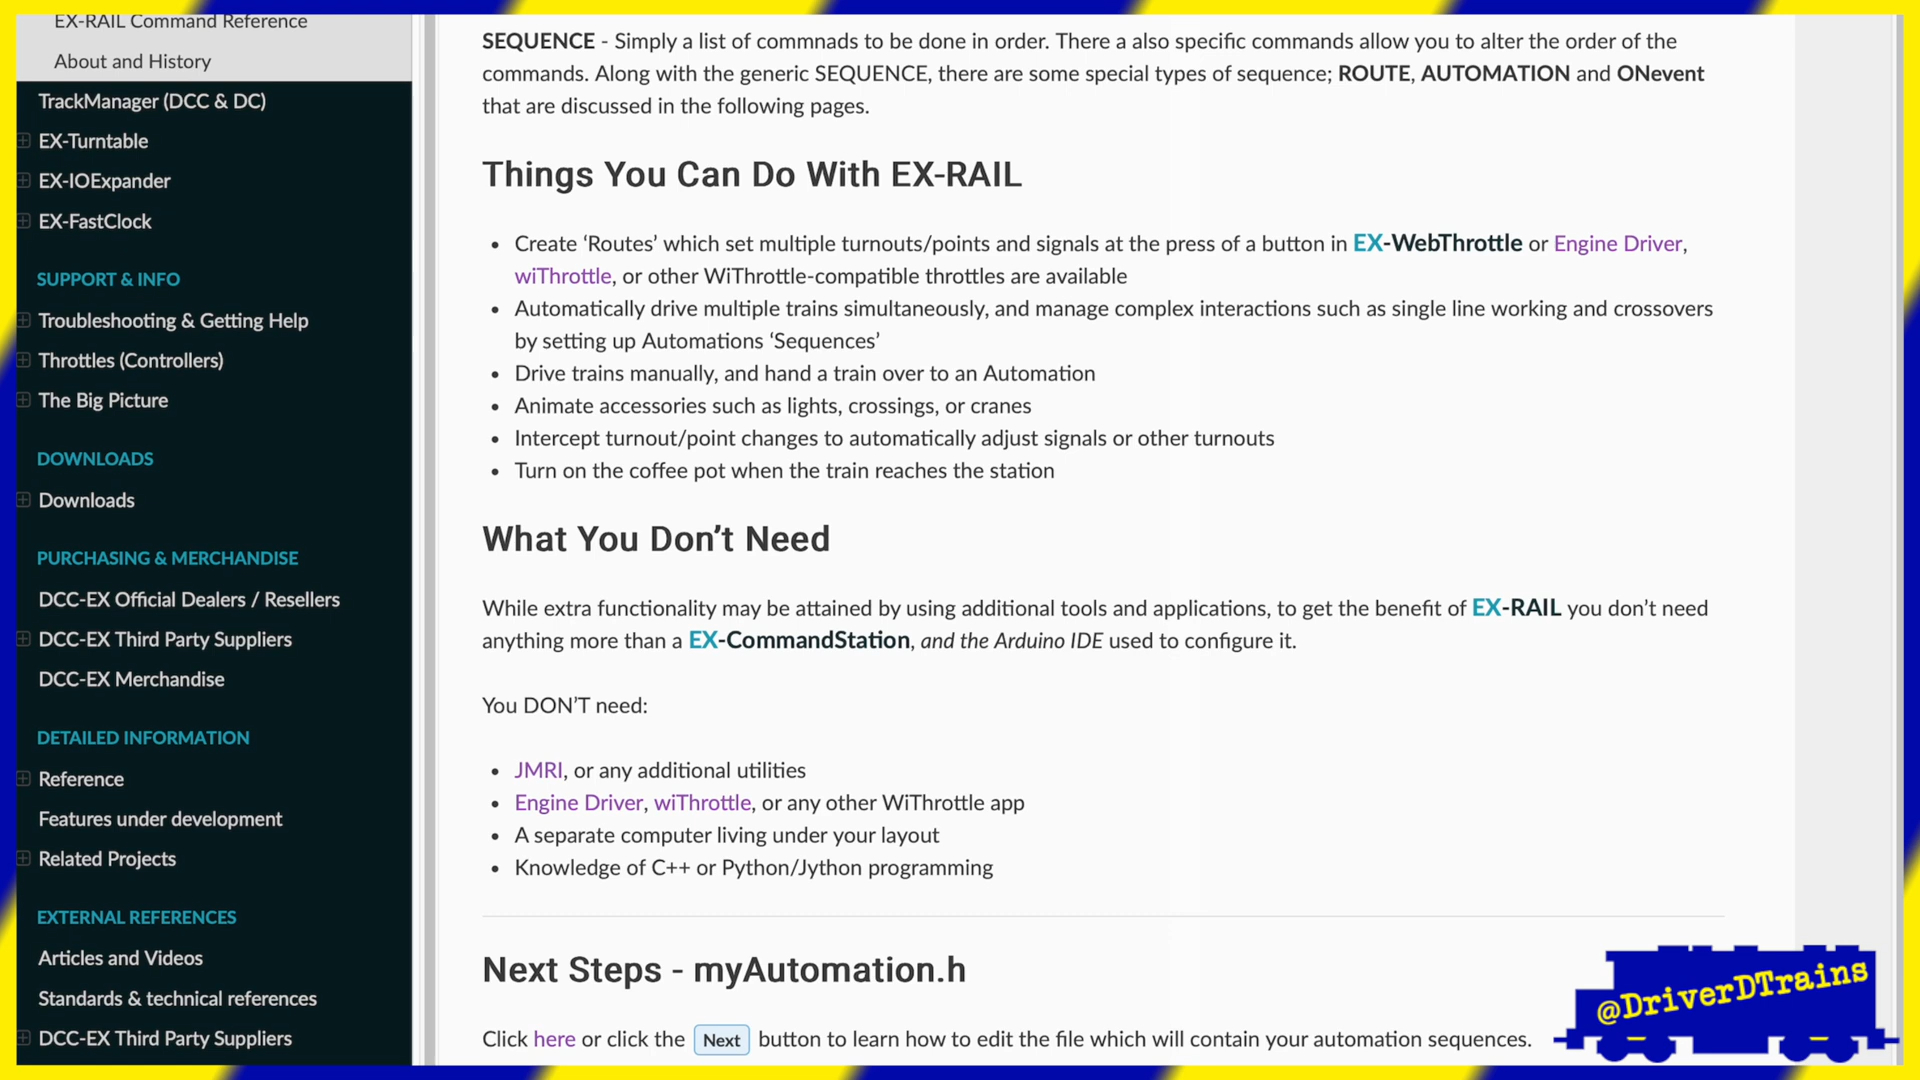 EX-RAIL Command Reference
About and History
TrackManager (DCC & DC)
EX-Turntable
EX-IOExpander
EX-FastClock
SUPPORT & INFO
Troubleshooting & Getting Help
Throttles (Controllers)
The Big Picture
DOWNLOADS
Downloads
PURCHASING & MERCHANDISE
DCC-EX Official Dealers / Resellers
DCC-EX Third Party Suppliers
DCC-EX Merchandise
DETAILED INFORMATION
Reference
Features under development
Related Projects
EXTERNAL REFERENCES
Articles and Videos
Standards & technical references
DCC-EX Third Party Suppliers
SEQUENCE - Simply a list of commnads to be done in order. There a also specific commands allow you to alter the order of the
commands. Along with the generic SEQUENCE, there are some special types of sequence; ROUTE, AUTOMATION and ONevent
that are discussed in the following pages.
Things You Can Do With EX-RAIL
• Create ‘Routes’ which set multiple turnouts/points and signals at the press of a button in EX-WebThrottle or Engine Driver,
wiThrottle, or other WiThrottle-compatible throttles are available
• Automatically drive multiple trains simultaneously, and manage complex interactions such as single line working and crossovers
by setting up Automations ‘Sequences’
• Drive trains manually, and hand a train over to an Automation
• Animate accessories such as lights, crossings, or cranes
• Intercept turnout/point changes to automatically adjust signals or other turnouts
• Turn on the coffee pot when the train reaches the station
What You Don’t Need
While extra functionality may be attained by using additional tools and applications, to get the benefit of EX-RAIL you don’t need
anything more than a EX-CommandStation, and the Arduino IDE used to configure it.
You DON’T need:
• JMRI, or any additional utilities
• Engine Driver, wiThrottle, or any other WiThrottle app
• A separate computer living under your layout
• Knowledge of C++ or Python/Jython programming
Next Steps - myAutomation.h
Click here or click the Next button to learn how to edit the file which will contain your automation sequences.
@DriverDTrains